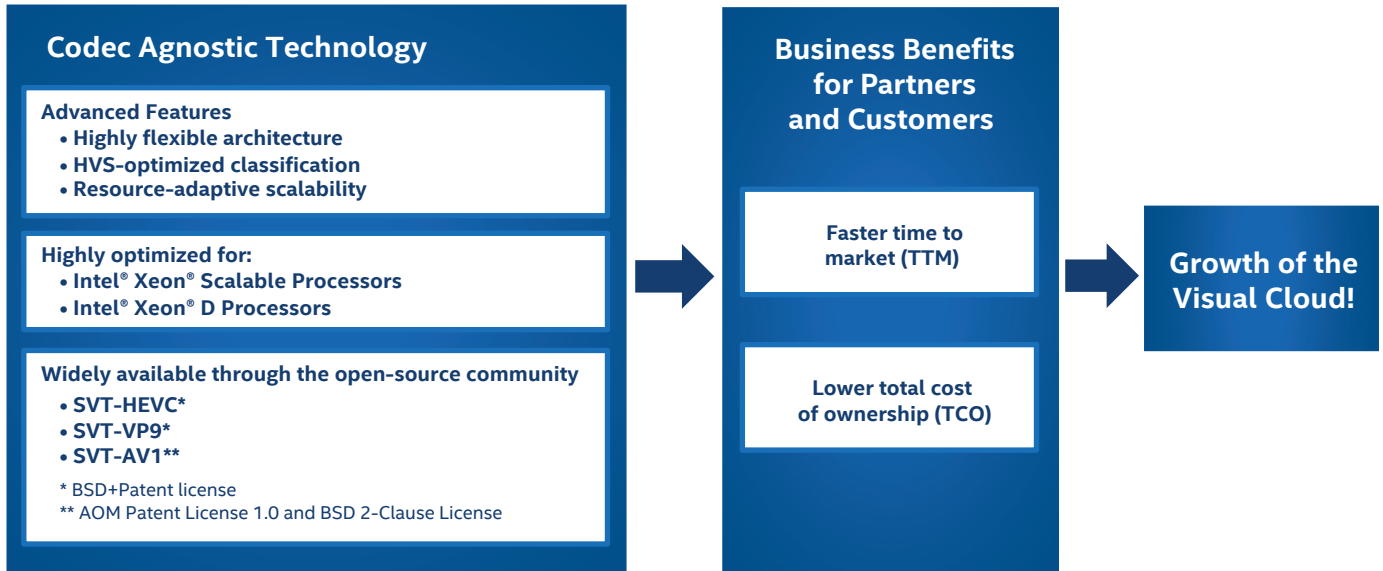 Codec Agnostic Technology
Advanced Features
• Highly flexible architecture
• HVS-optimized classification
• Resource-adaptive scalability
Highly optimized for:
• Intel® Xeon® Scalable Processors
• Intel® Xeon® D Processors
Widely available through the open-source community
• SVT-HEVC*
• SVT-VP9*
• SVT-AV1**
* BSD+Patent license
** AOM Patent License 1.0 and BSD 2-Clause License
Business Benefits
for Partners
and Customers
Faster time to
market (TTM)
Lower total cost
of ownership (TCO)
Growth of the
Visual Cloud!